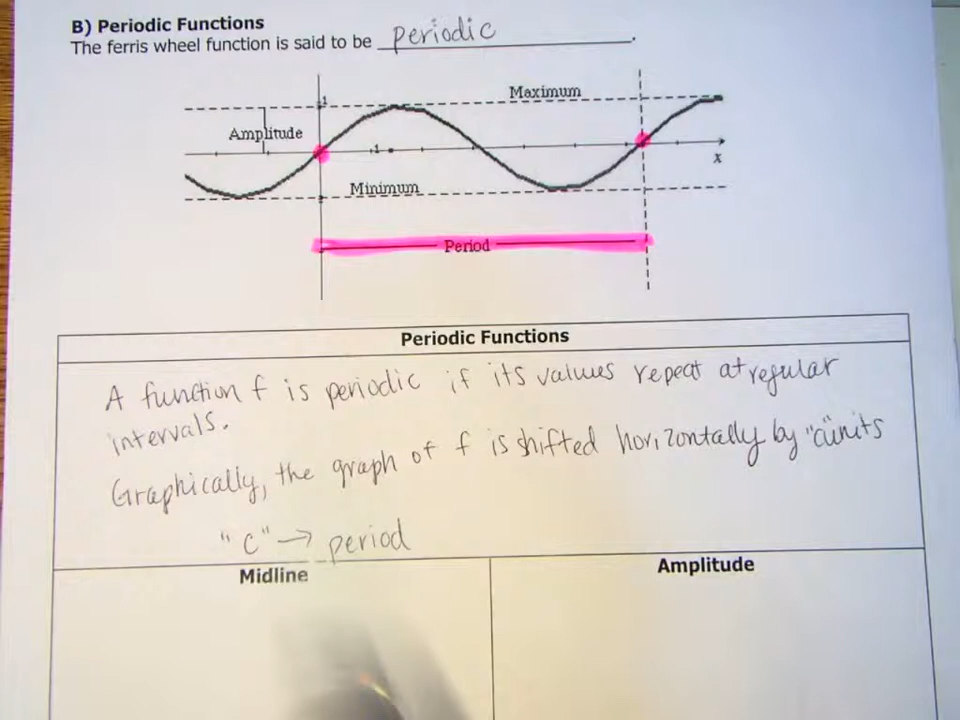 B) Periodic Functions
The ferris wheel function is said to be periodic.
1
Maximum
Amplitude
1
x
Minimum
Period
Periodic Functions
A function f is periodic if its values repeat at regular
intervals.
Graphically, the graph of f is shifted horizontally by "c" units
"c" → period
Midline
Amplitude